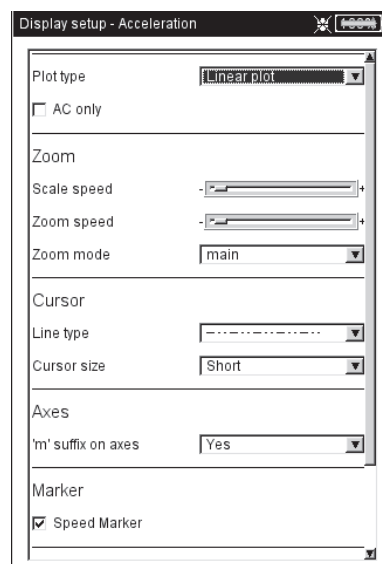 Display setup - Acceleration 100%
Plot type Linear plot
AC only
Zoom
Scale speed - +
Zoom speed - +
Zoom mode main
Cursor
Line type
Cursor size Short
Axes
'm' suffix on axes Yes
Marker
Speed Marker